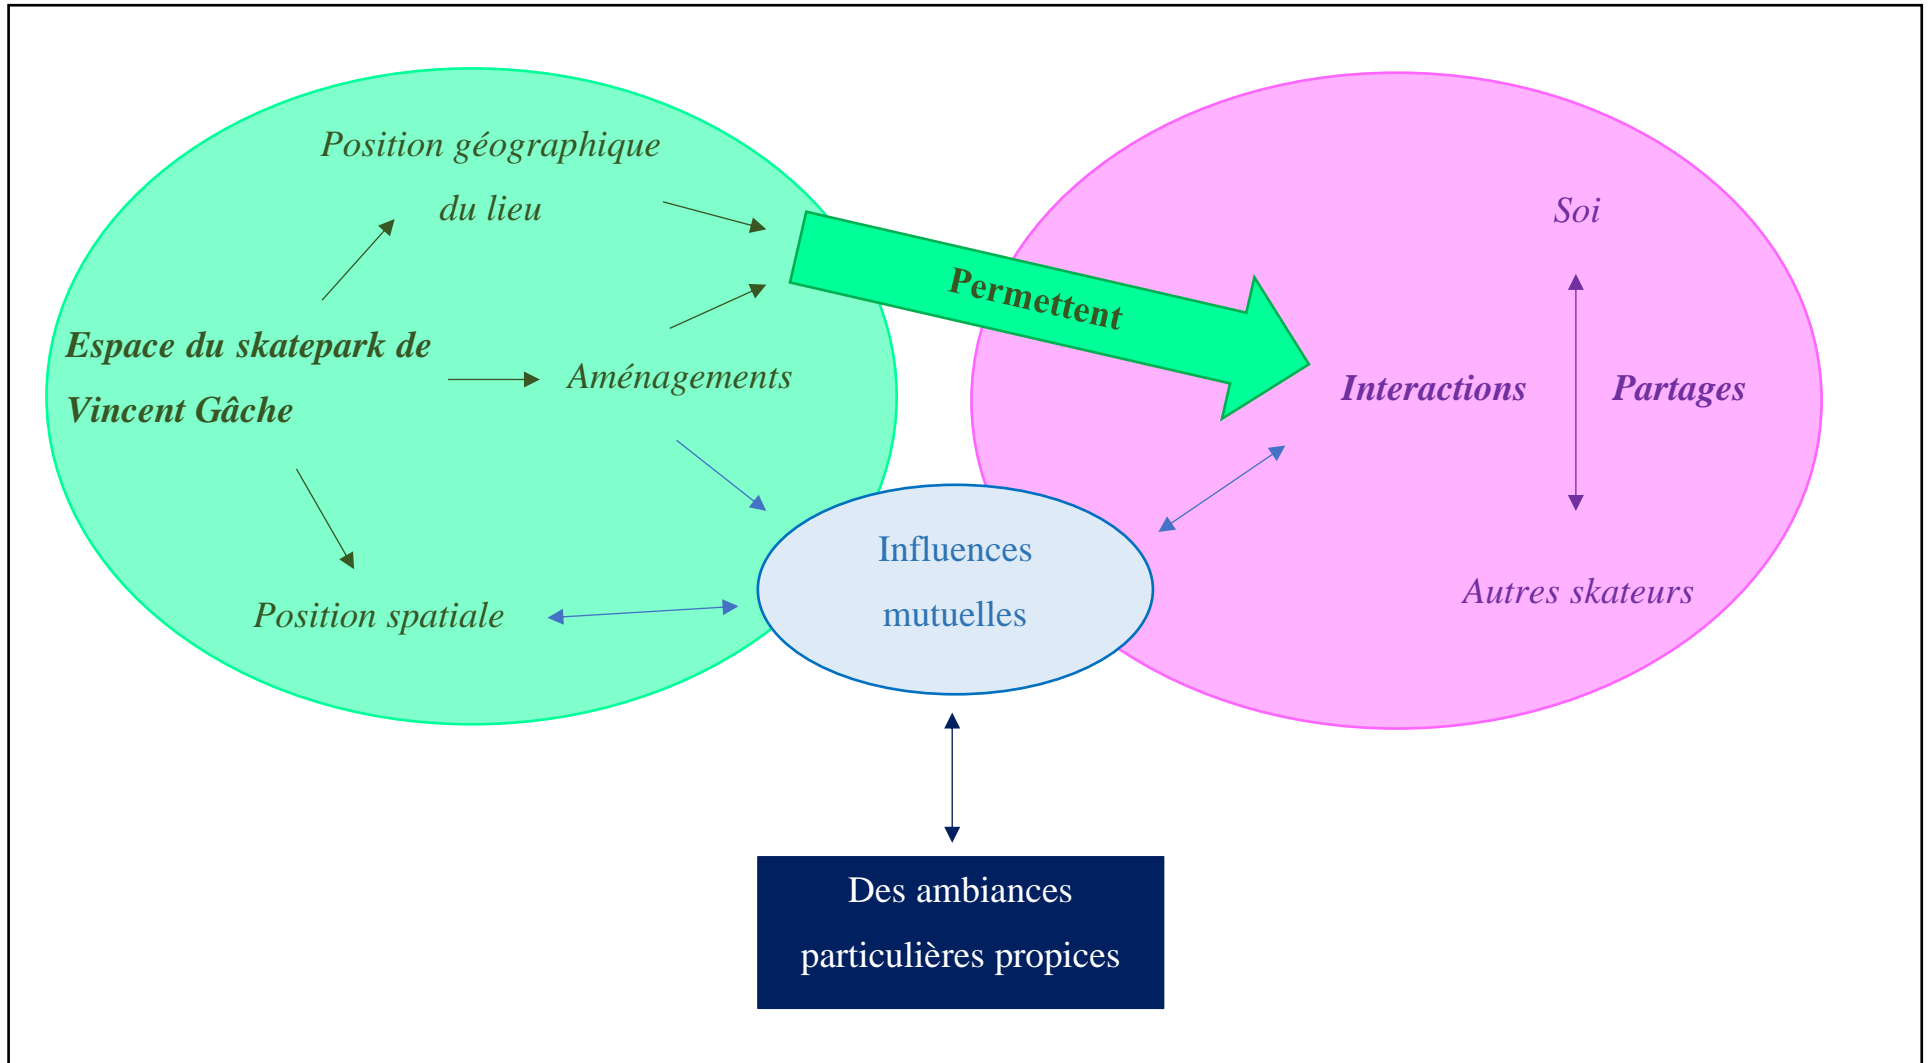 Position géographique
du lieu
Espace du skatepark de
Vincent Gâche
Aménagements
Position spatiale
Permettent
Soi
Interactions
Partages
Autres skateurs
Influences
mutuelles
Des ambiances
particulières propices